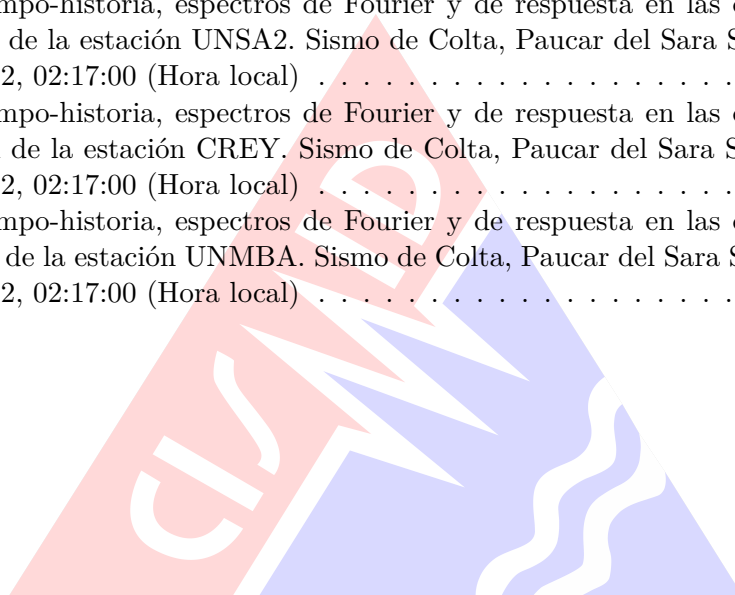 mpo-historia, espectros de Fourier y de respuesta en las
de la estación UNSA2. Sismo de Colta, Paucar del Sara
2, 02:17:00 (Hora local) . . . . . . . . . . . . . . . . . . .
mpo-historia, espectros de Fourier y de respuesta en las
de la estación CREY. Sismo de Colta, Paucar del Sara
2, 02:17:00 (Hora local) . . . . . . . . . . . . . . . . . . .
mpo-historia, espectros de Fourier y de respuesta en las
de la estación UNMBA. Sismo de Colta, Paucar del Sara
2, 02:17:00 (Hora local) . . . . . . . . . . . . . . . . . . .
CISMID